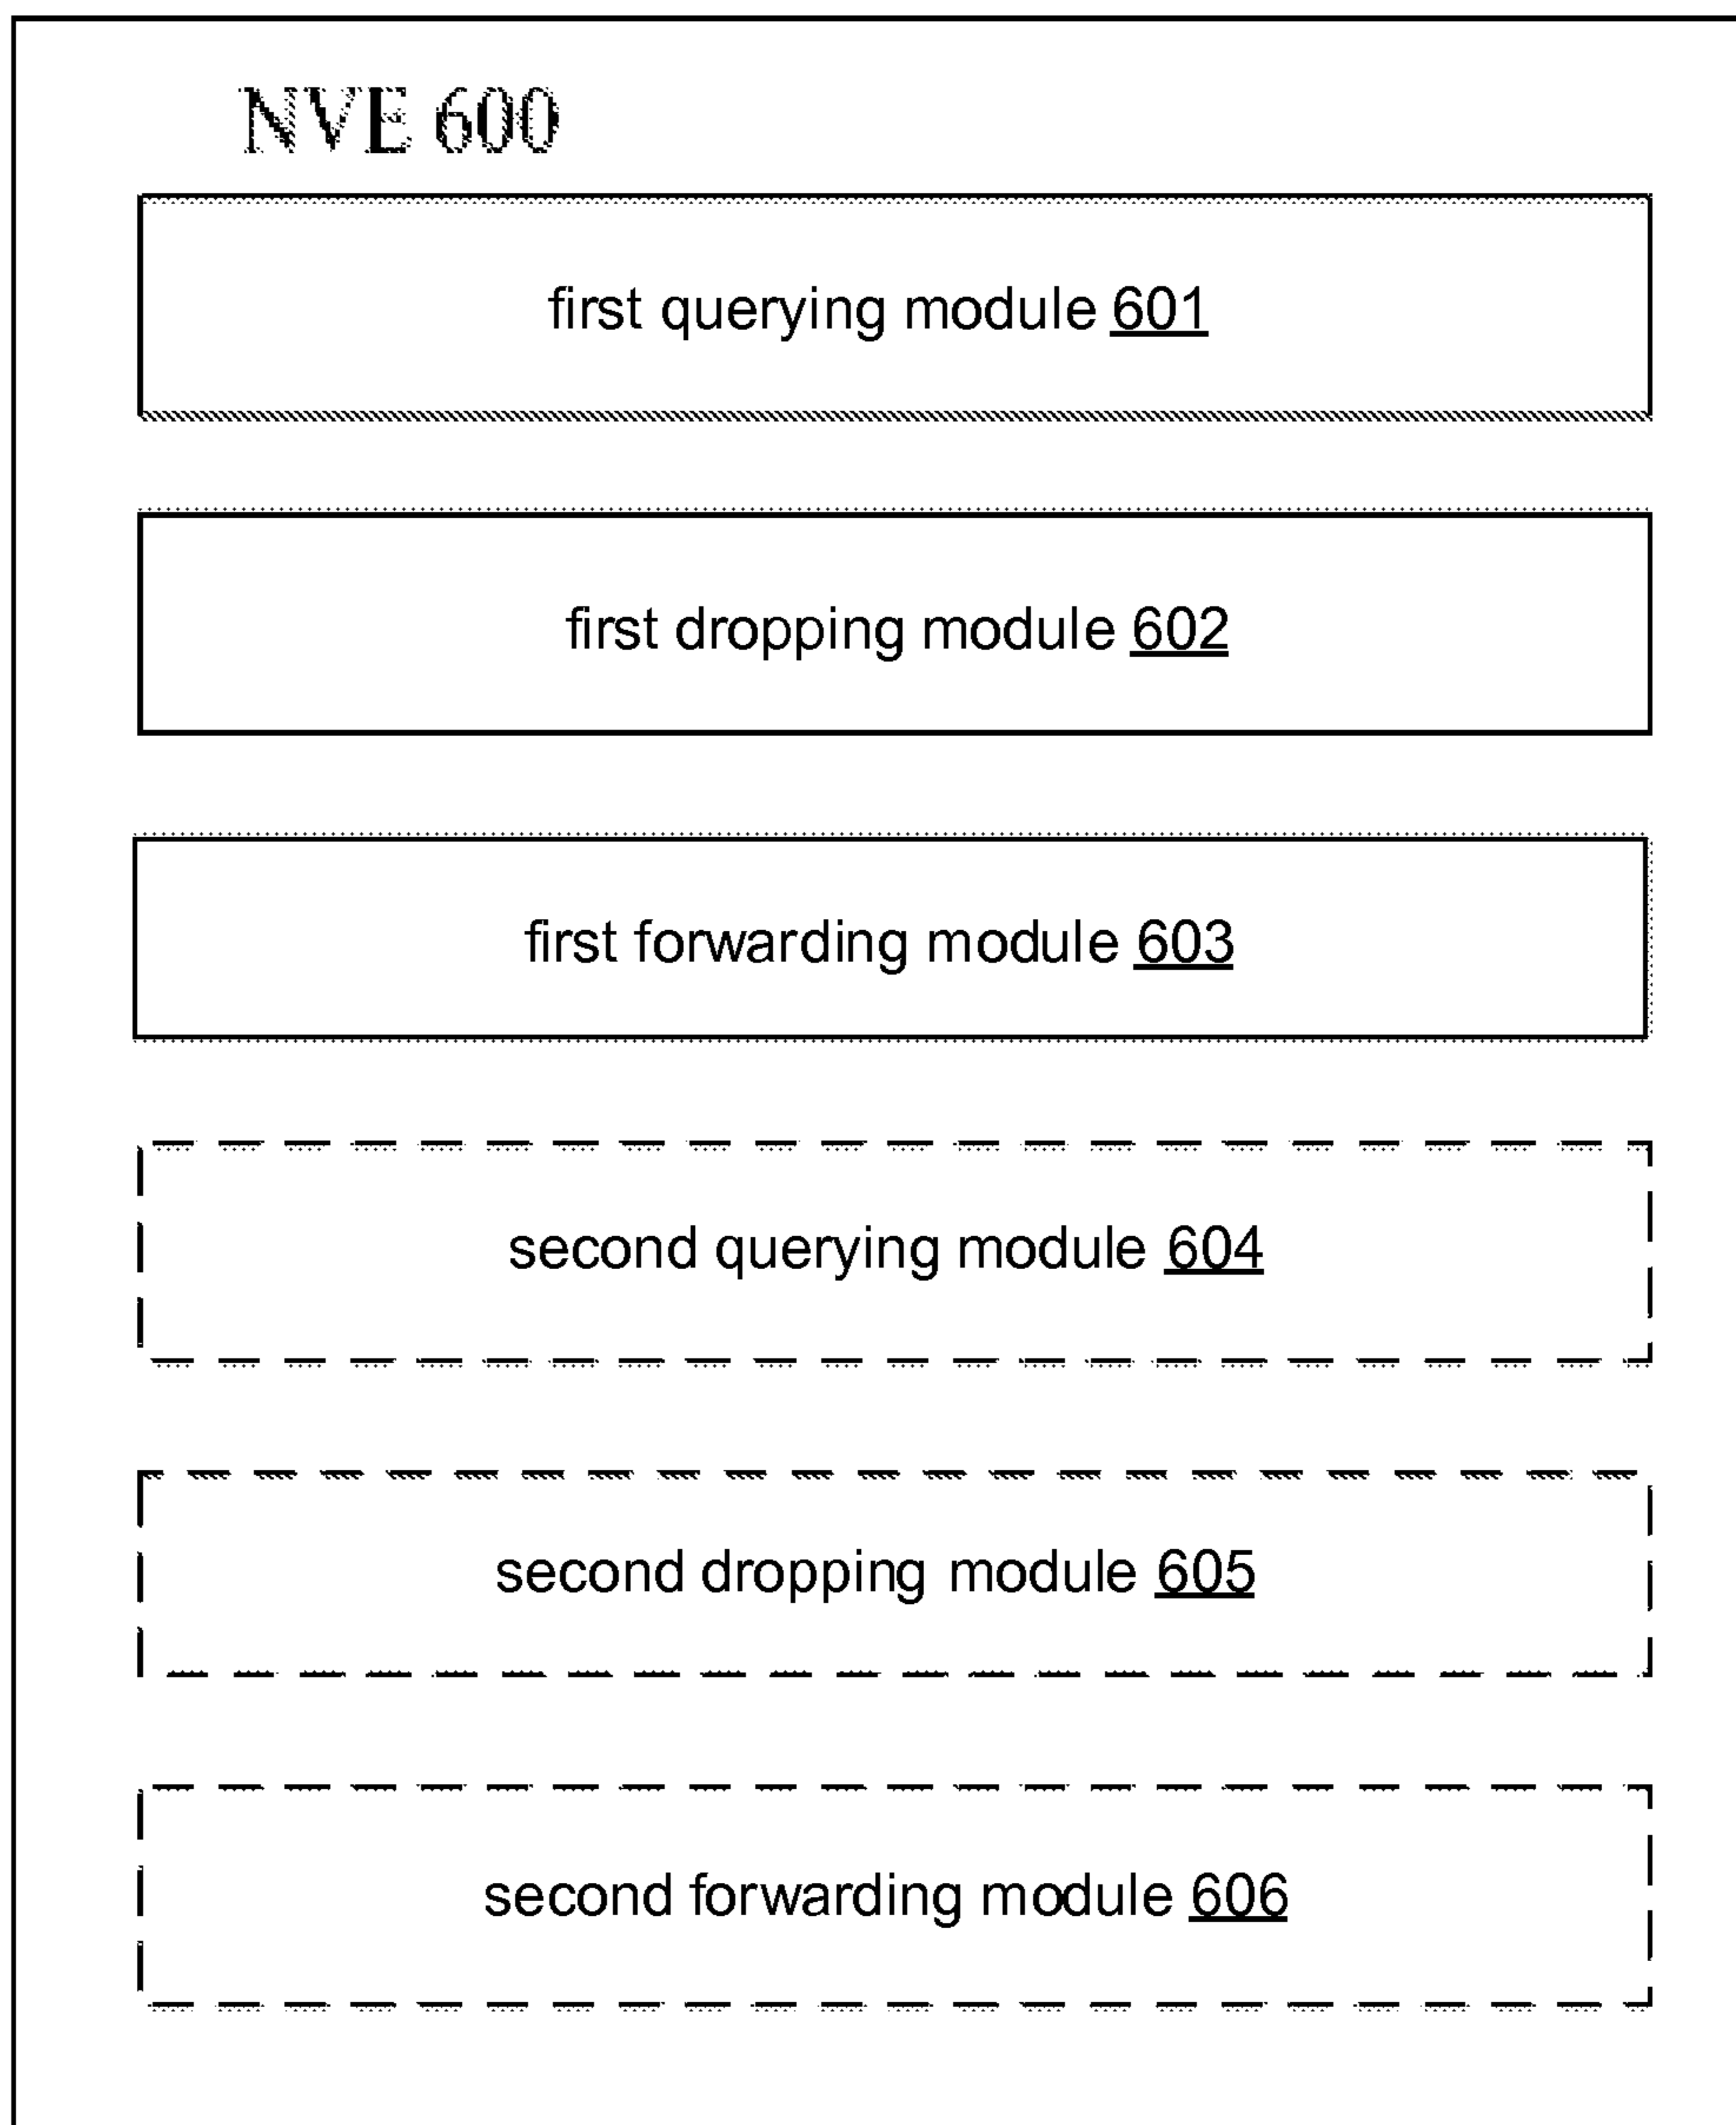 NVE 600
first querying module 601
first dropping module 602
first forwarding module 603
second querying module 604
second dropping module 605
second forwarding module 606